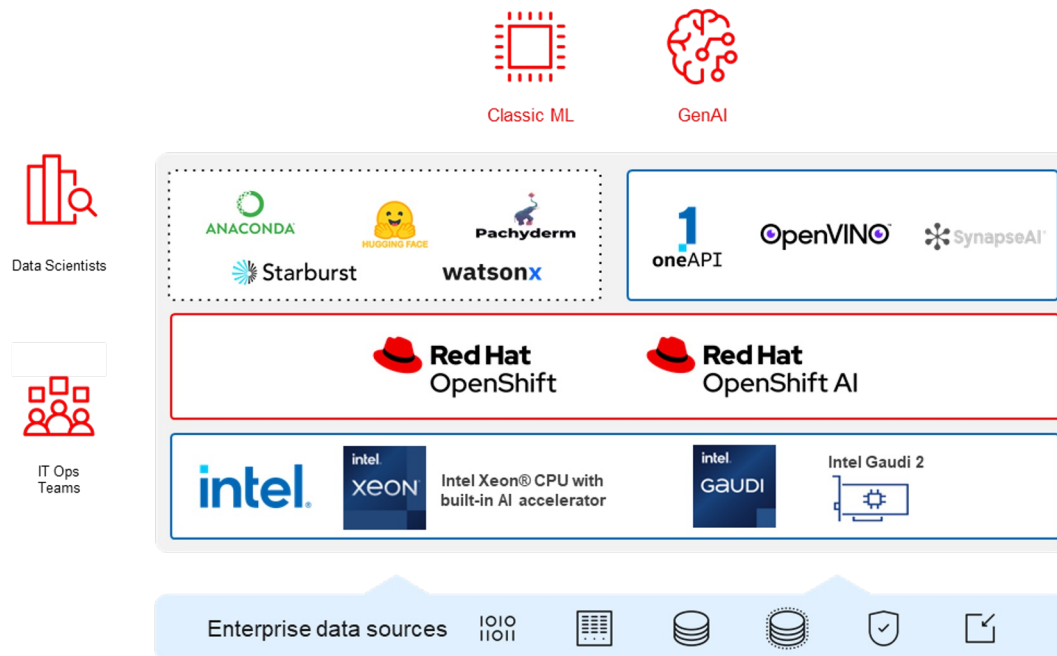 Classic ML
GenAI
Data Scientists
ANACONDA
HUGGING FACE
Pachyderm
Starburst
watsonx
1
oneAPI
OpenVINO™
SynapseAI
Red Hat
OpenShift
Red Hat
OpenShift AI
IT Ops
Teams
intel.
intel.
XEON
Intel Xeon® CPU with
built-in AI accelerator
intel.
GAUDI
Intel Gaudi 2
Enterprise data sources
1010
11011